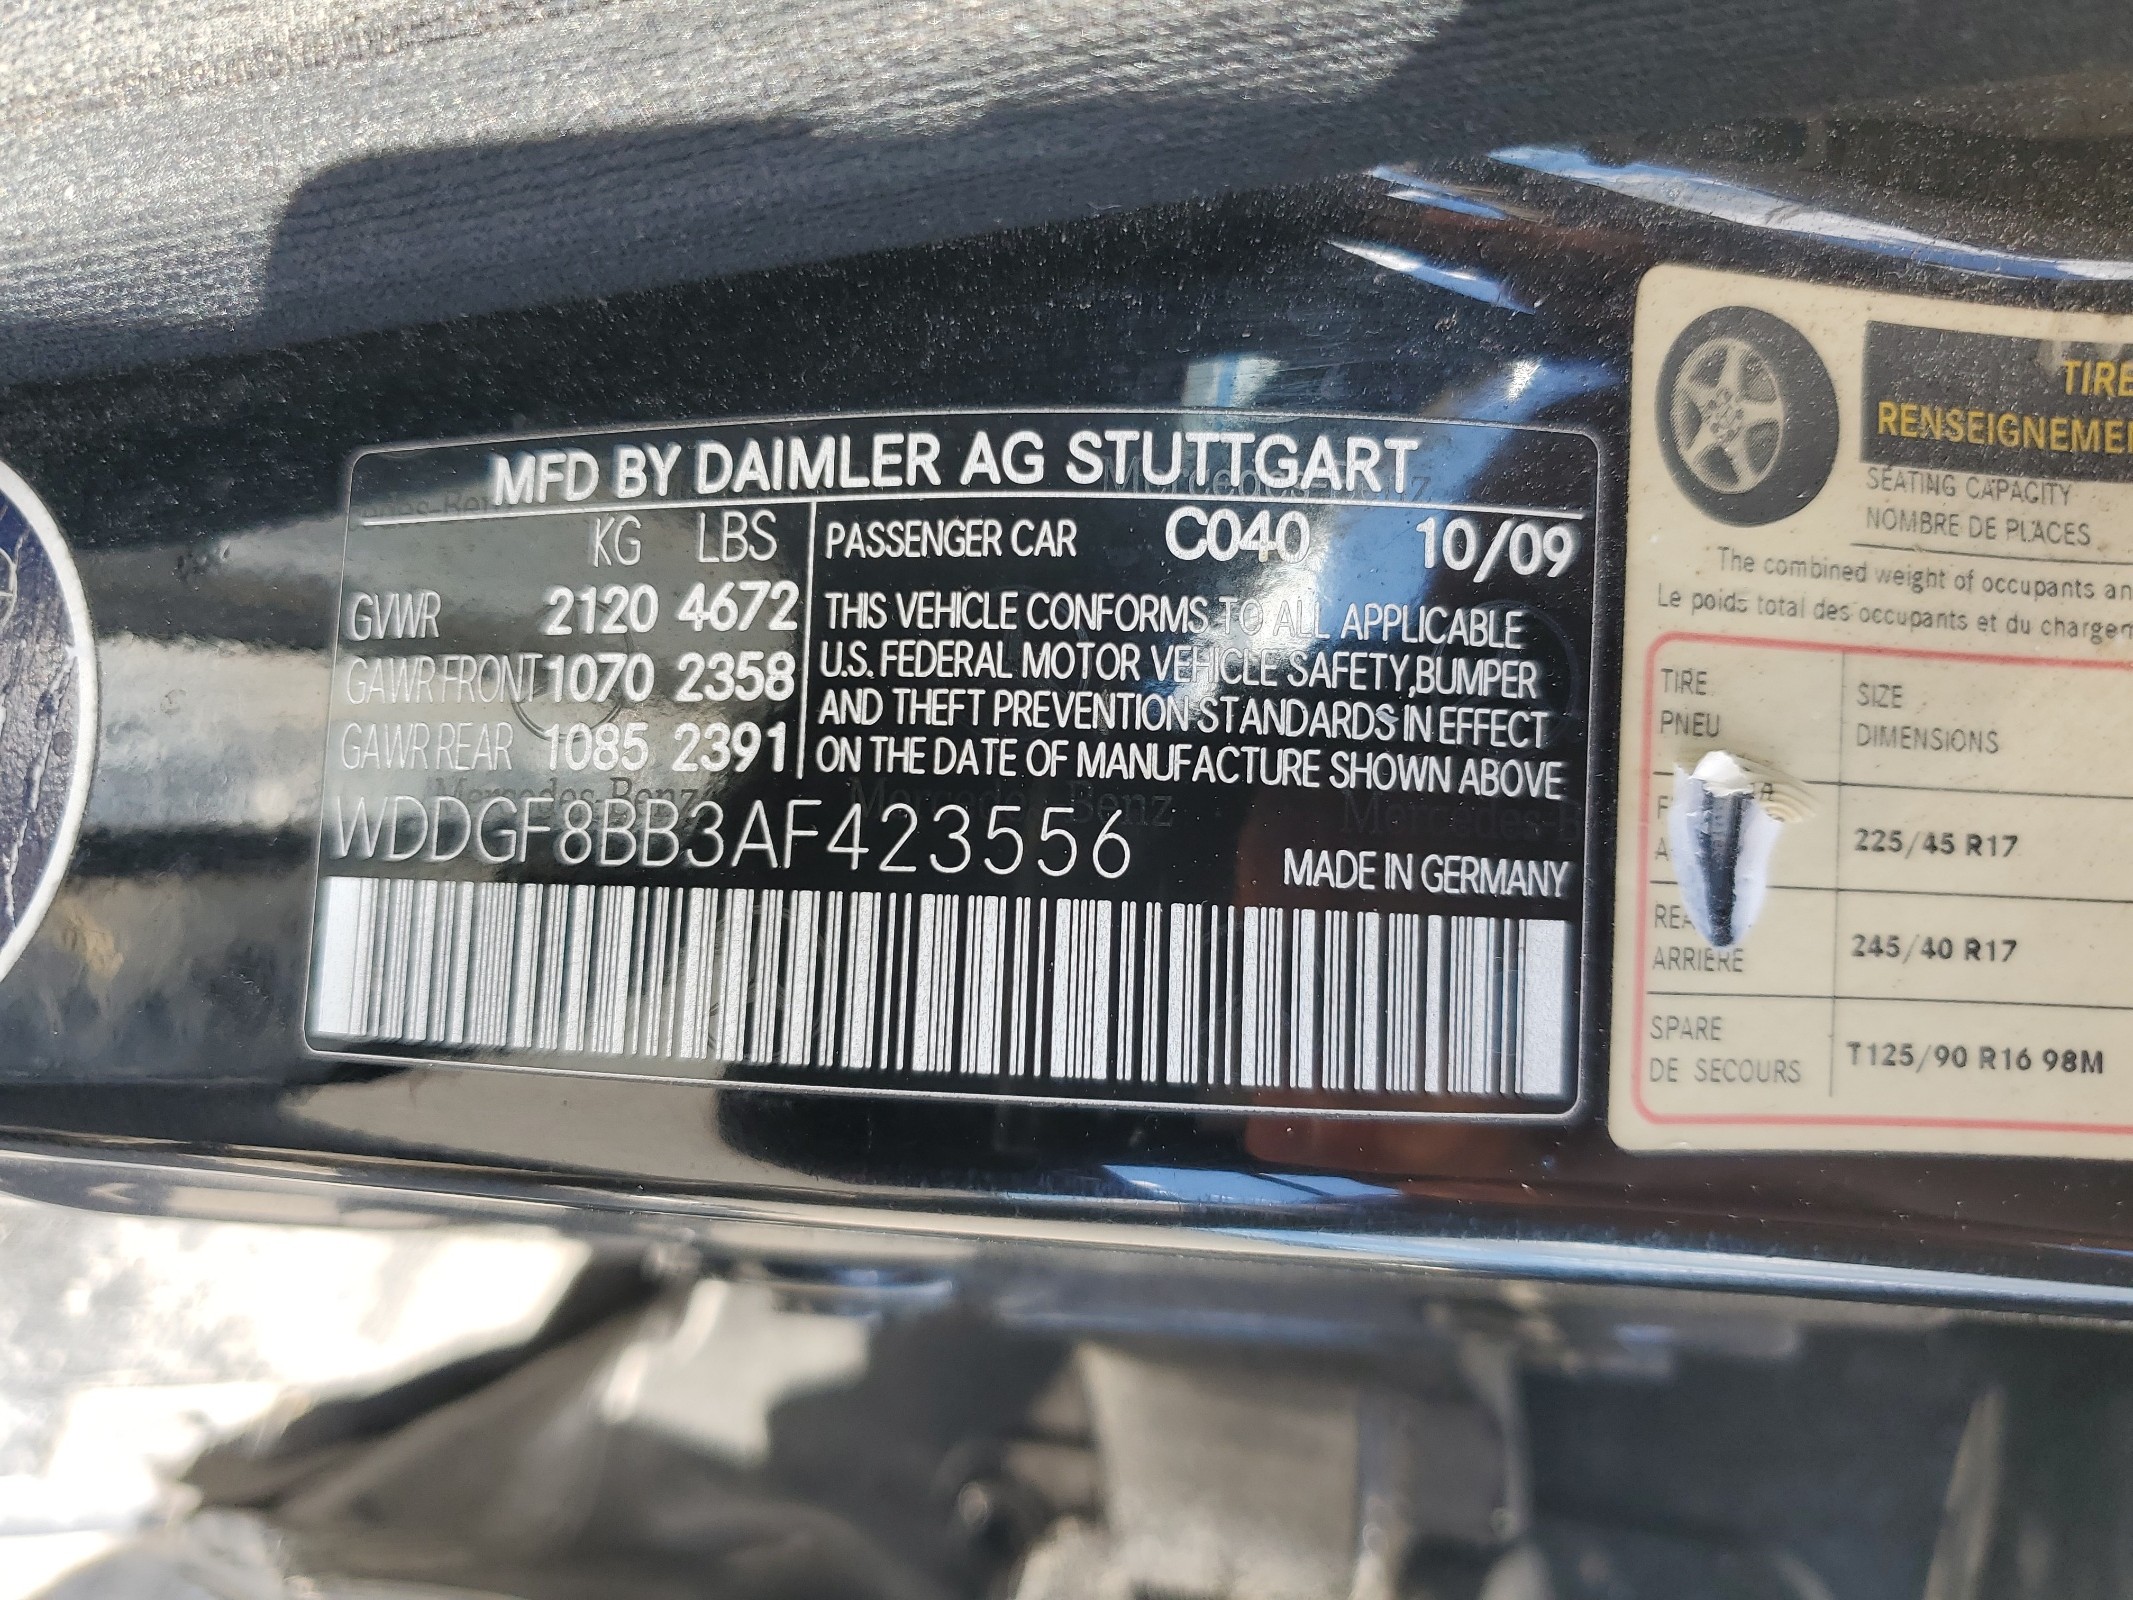 MFD BY DAIMLER AG STUTTGART
KG LBS
GVWR 2120 4672
GAWR FRONT 1070 2358
GAWR REAR 1085 2391
PASSENGER CAR C040 10/09
THIS VEHICLE CONFORMS TO ALL APPLICABLE
U.S. FEDERAL MOTOR VEHICLE SAFETY,BUMPER
AND THEFT PREVENTION STANDARDS IN EFFECT
ON THE DATE OF MANUFACTURE SHOWN ABOVE
Mercedes-Benz
WDDGF8BB3AF423556
MADE IN GERMANY
TIRE
SEATING CAPACITY
NOMBRE DE PLACES
The combined weight of occupants
Le poids total des occupants et du
TIRE SIZE
PNEU DIMENSIONS
225/45 R17
245/40 R17
ARRIÈRE
SPARE
DE SECOURS T125/90 R16 98M